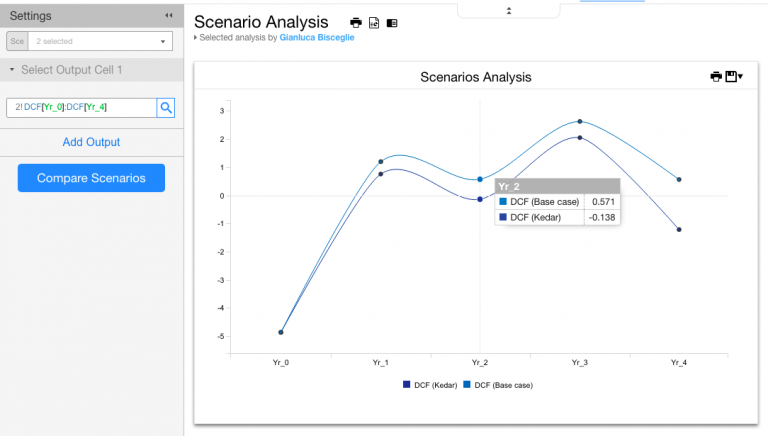 Settings
Sce 2 selected
Select Output Cell 1
2!DCF[Yr_0]:DCF[Yr_4]
Add Output
Compare Scenarios
Scenario Analysis
Selected analysis by Gianluca Bisceglie
Scenarios Analysis
3
2
1
0
-1
-2
-3
-4
-5
Yr_2
DCF (Base case) 0.571
DCF (Kedar) -0.138
Yr_0 Yr_1 Yr_2 Yr_3 Yr_4
DCF (Kedar) DCF (Base case)